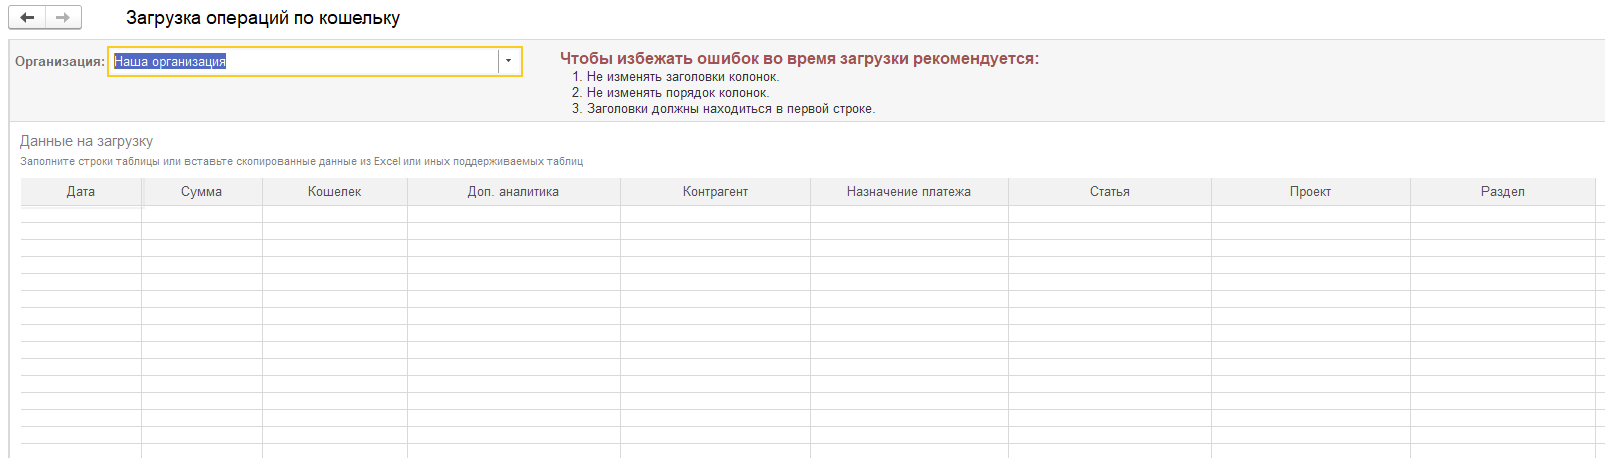 Загрузка операций по кошельку
Организация: Наша организация
Чтобы избежать ошибок во время загрузки рекомендуется:
1. Не изменять заголовки колонок.
2. Не изменять порядок колонок.
3. Заголовки должны находиться в первой строке.
Данные на загрузку
Заполните строки таблицы или вставьте скопированные данные из Excel или иных поддерживаемых таблиц
Дата Сумма Кошелек Доп. аналитика Контрагент Назначение платежа Статья Проект Раздел